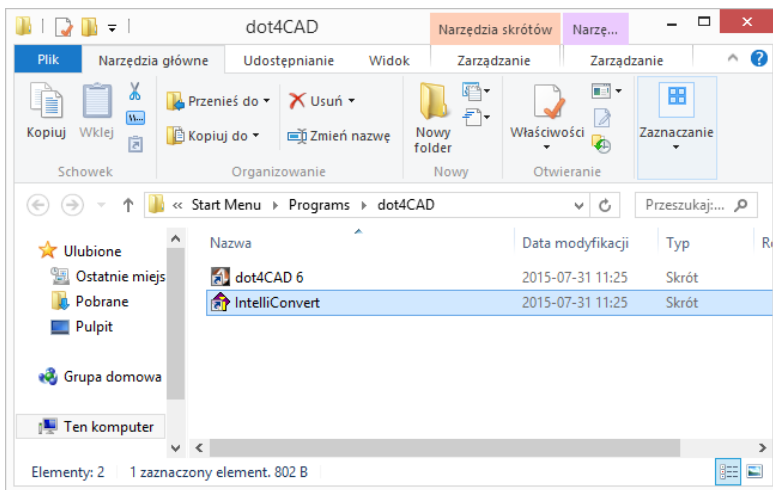 dot4CAD
Narzędzia skrótów
Narzę...
Plik
Narzędzia główne
Udostępnianie
Widok
Zarządzanie
Zarządzanie
Kopiuj
Wklej
W...
Przenieś do
Kopiuj do
Usuń
Zmień nazwę
Nowy
folder
Właściwości
Zaznaczanie
Schowek
Organizowanie
Nowy
Otwieranie
« Start Menu Programs dot4CAD
Przeszukaj:...
Ulubione
Ostatnie miejs
Pobrane
Pulpit
Grupa domowa
Ten komputer
Nazwa Data modyfikacji Typ
dot4CAD 6 2015-07-31 11:25 Skrót
IntelliConvert 2015-07-31 11:25 Skrót
Elementy: 2 1 zaznaczony element. 802 B